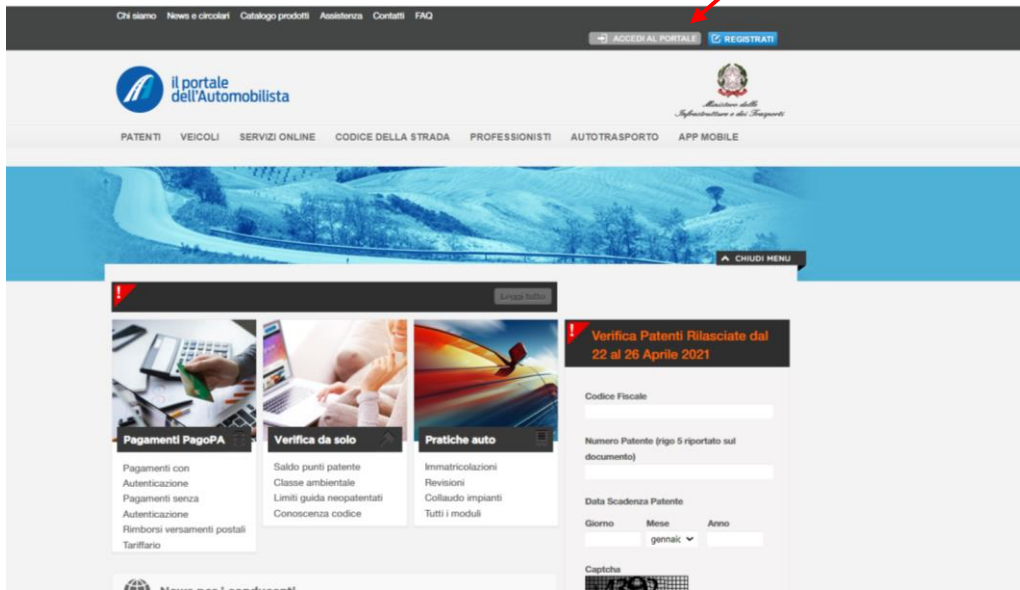 Chi siamo News e circolari Catalogo prodotti Assistenza Contatti FAQ
ACCEDI AL PORTALE REGISTRATI
il portale
dell'Automobilista
Ministero delle
Infrastrutture e dei Trasporti
PATENTI VEICOLI SERVIZI ONLINE CODICE DELLA STRADA PROFESSIONISTI AUTOTRASPORTO APP MOBILE
CHIUDI MENU
Leggi tutto
Pagamenti PagoPA
Pagamenti con
Autenticazione
Pagamenti senza
Autenticazione
Rimborsi versamenti postali
Tariffario
Verifica da solo
Saldo punti patente
Classe ambientale
Limiti guida neopatentati
Conoscenza codice
Pratiche auto
Immatricolazioni
Revisioni
Collaudo impianti
Tutti i moduli
Verifica Patenti Rilasciate dal
22 al 26 Aprile 2021
Codice Fiscale
Numero Patente (rigo 5 riportato sul
documento)
Data Scadenza Patente
Giorno Mese Anno
gennaic
Captcha
News per i conducenti